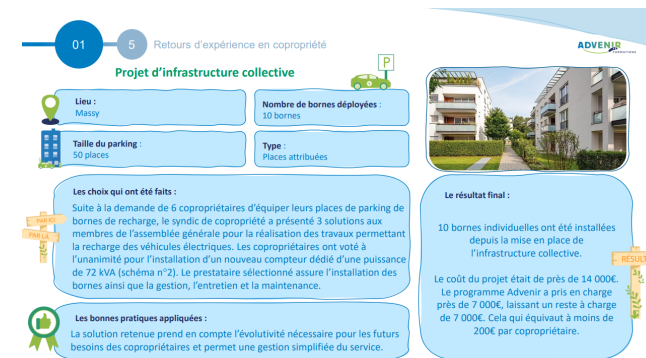 01
5
Retours d'expérience en copropriété
ADVENIR
FORMATIONS
Projet d'infrastructure collective
P
Lieu :
Massy
Nombre de bornes déployées :
10 bornes
Taille du parking :
50 places
Type :
Places attribuées
PAR ICI
PAR LÀ
Les choix qui ont été faits :
Suite à la demande de 6 copropriétaires d'équiper leurs places de parking de
bornes de recharge, le syndic de copropriété a présenté 3 solutions aux
membres de l'assemblée générale pour la réalisation des travaux permettant
la recharge des véhicules électriques. Les copropriétaires ont voté à
l'unanimité pour l'installation d'un nouveau compteur dédié d'une puissance
de 72 kVA (schéma n°2). Le prestataire sélectionné assure l'installation des
bornes ainsi que la gestion, l'entretien et la maintenance.
Les bonnes pratiques appliquées :
La solution retenue prend en compte l'évolutivité nécessaire pour les futurs
besoins des copropriétaires et permet une gestion simplifiée du service.
Le résultat final :
10 bornes individuelles ont été installées
depuis la mise en place de
l'infrastructure collective.
RESULT
Le coût du projet était de près de 14 000€.
Le programme Advenir a pris en charge
près de 7 000€, laissant un reste à charge
de 7 000€. Cela qui équivaut à moins de
200€ par copropriétaire.